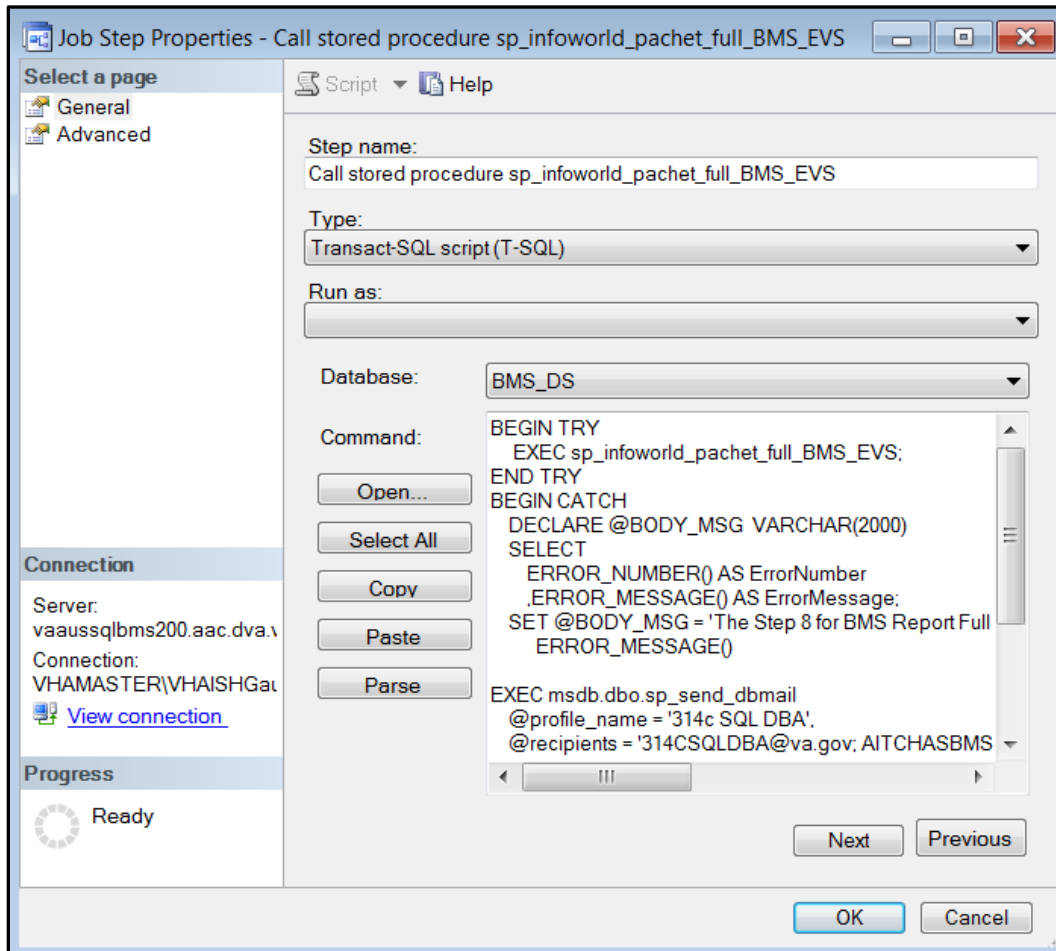 Job Step Properties - Call stored procedure sp_infoworld_pachet_full_BMS_EVS
Select a page
General
Advanced
Script
Help
Step name:
Call stored procedure sp_infoworld_pachet_full_BMS_EVS
Type:
Transact-SQL script (T-SQL)
Run as:
Database:
BMS_DS
Command:
Open...
Select All
Copy
Paste
Parse
BEGIN TRY
EXEC sp_infoworld_pachet_full_BMS_EVS;
END TRY
BEGIN CATCH
DECLARE @BODY_MSG VARCHAR(2000)
SELECT
ERROR_NUMBER() AS ErrorNumber
,ERROR_MESSAGE() AS ErrorMessage;
SET @BODY_MSG = 'The Step 8 for BMS Report Full
ERROR_MESSAGE()
EXEC msdb.dbo.sp_send_dbmail
@profile_name = '314c SQL DBA',
@recipients = '314CSQLDBA@va.gov; AITCHASBMS
Connection
Server:
vaaussqlbms200.aac.dva.v
Connection:
VHAMASTER\VHAISHGau
View connection
Progress
Ready
Next
Previous
OK
Cancel